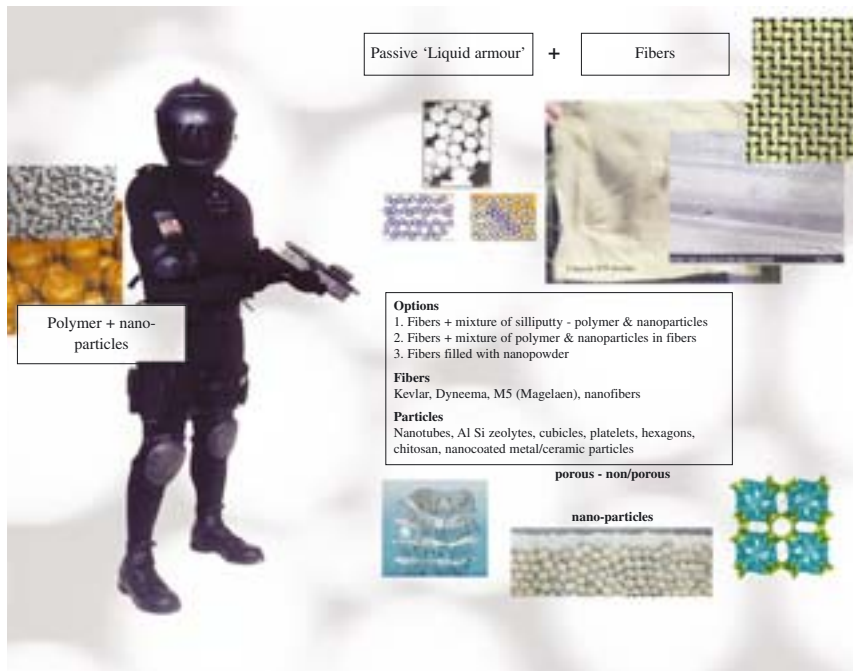 Passive ‘Liquid armour’ + Fibers
Polymer + nano-
particles
Options
1. Fibers + mixture of silliputty - polymer & nanoparticles
2. Fibers + mixture of polymer & nanoparticles in fibers
3. Fibers filled with nanopowder
Fibers
Kevlar, Dyneema, M5 (Magelaen), nanofibers
Particles
Nanotubes, Al Si zeolytes, cubicles, platelets, hexagons,
chitosan, nanocoated metal/ceramic particles
porous - non/porous
nano-particles